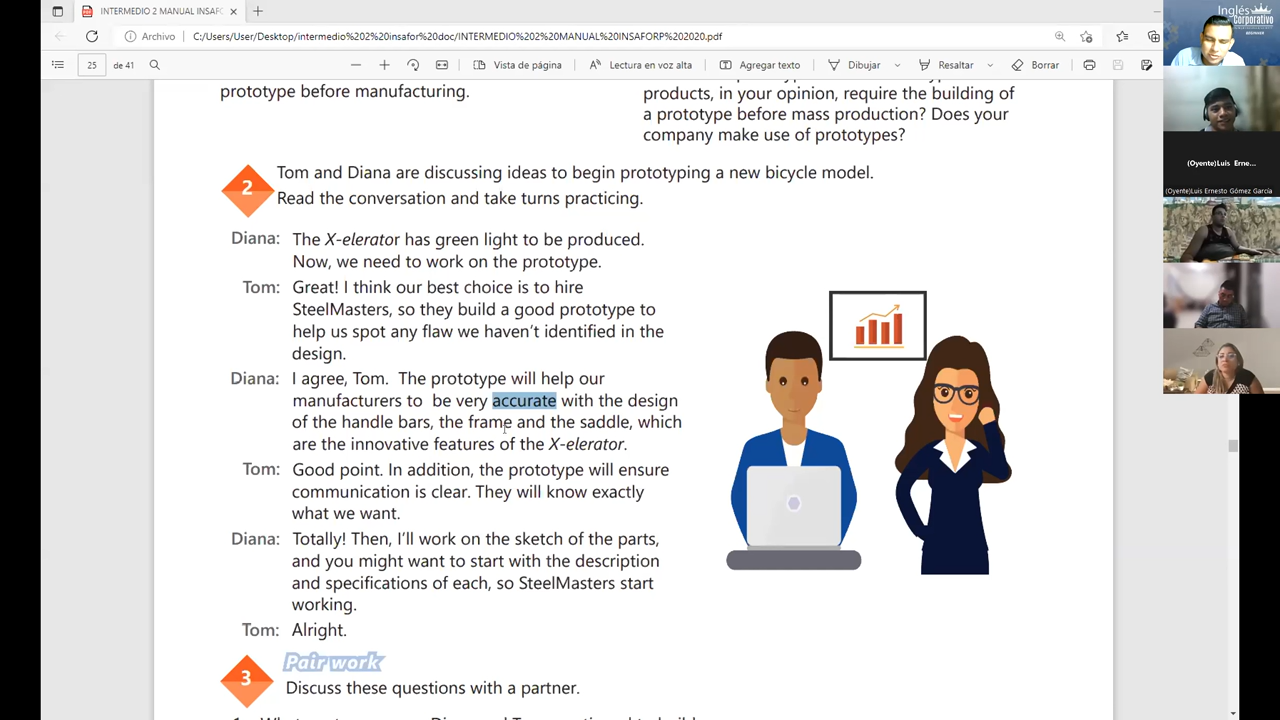 INTERMEDIO 2 MANUAL INSAFOR
Archivo
C:/Users/User/Desktop/intermedio%202%20insafor%20doc/INTERMEDIO%202%20MANUAL%20INSAFORP%202020.pdf
25 de 41
Vista de página
Lectura en voz alta
Agregar texto
Dibujar
Resaltar
Borrar
Inglés
Corporativo
prototype before manufacturing.
products, in your opinion, require the building of
a prototype before mass production? Does your
company make use of prototypes?
2
Tom and Diana are discussing ideas to begin prototyping a new bicycle model.
Read the conversation and take turns practicing.
Diana: The X-elerator has green light to be produced.
Now, we need to work on the prototype.
Tom: Great! I think our best choice is to hire
SteelMasters, so they build a good prototype to
help us spot any flaw we haven't identified in the
design.
Diana: I agree, Tom. The prototype will help our
manufacturers to be very accurate with the design
of the handle bars, the frame and the saddle, which
are the innovative features of the X-elerator.
Tom: Good point. In addition, the prototype will ensure
communication is clear. They will know exactly
what we want.
Diana: Totally! Then, I'll work on the sketch of the parts,
and you might want to start with the description
and specifications of each, so SteelMasters start
working.
Tom: Alright.
3
Pair work
Discuss these questions with a partner.
(Oyente)Luis Erne...
(Oyente)Luis Ernesto Gómez García